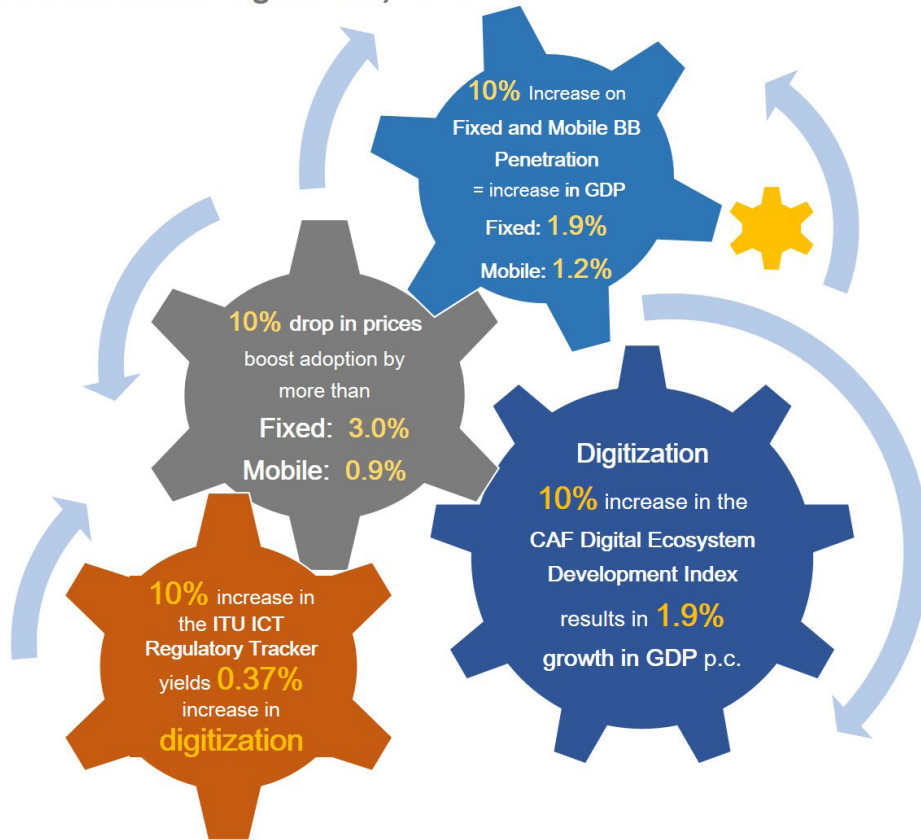 10% Increase on
Fixed and Mobile BB
Penetration
= increase in GDP
Fixed: 1.9%
Mobile: 1.2%
10% drop in prices
boost adoption by
more than
Fixed: 3.0%
Mobile: 0.9%
Digitization
10% increase in the
CAF Digital Ecosystem
Development Index
results in 1.9%
growth in GDP p.c.
10% increase in
the ITU ICT
Regulatory Tracker
yields 0.37%
increase in
digitization